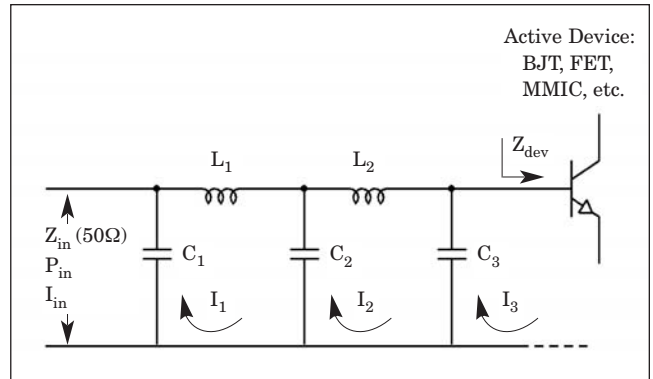 Active Device:
BJT, FET,
MMIC, etc.
Zdev
L1
L2
Zin (50Ω)
Pin
Iin
C1
C2
C3
I1
I2
I3